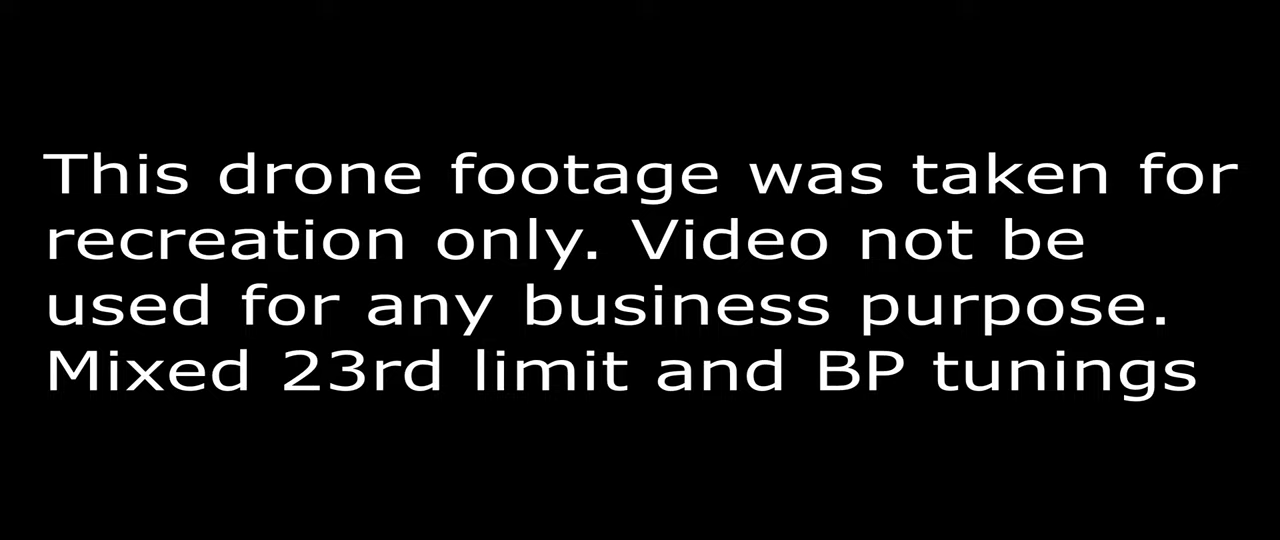 This drone footage was taken for
recreation only. Video not be
used for any business purpose.
Mixed 23rd limit and BP tunings